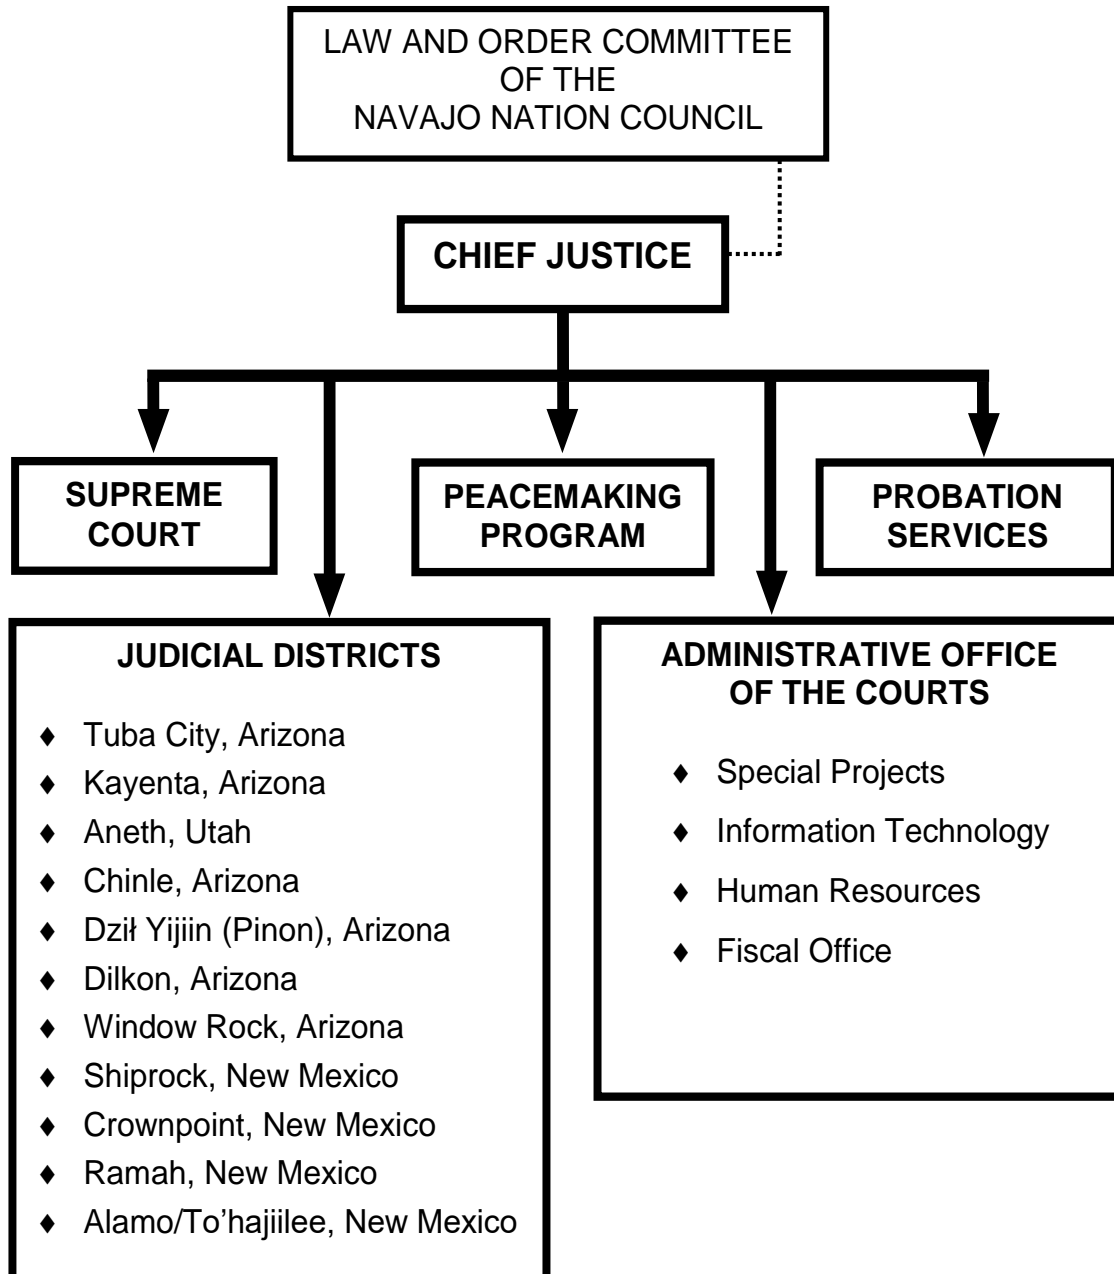 LAW AND ORDER COMMITTEE
OF THE
NAVAJO NATION COUNCIL
CHIEF JUSTICE
SUPREME
COURT
PEACEMAKING
PROGRAM
PROBATION
SERVICES
JUDICIAL DISTRICTS
♦ Tuba City, Arizona
♦ Kayenta, Arizona
♦ Aneth, Utah
♦ Chinle, Arizona
♦ Dził Yijiin (Pinon), Arizona
♦ Dilkon, Arizona
♦ Window Rock, Arizona
♦ Shiprock, New Mexico
♦ Crownpoint, New Mexico
♦ Ramah, New Mexico
♦ Alamo/To’hajiilee, New Mexico
ADMINISTRATIVE OFFICE
OF THE COURTS
♦ Special Projects
♦ Information Technology
♦ Human Resources
♦ Fiscal Office